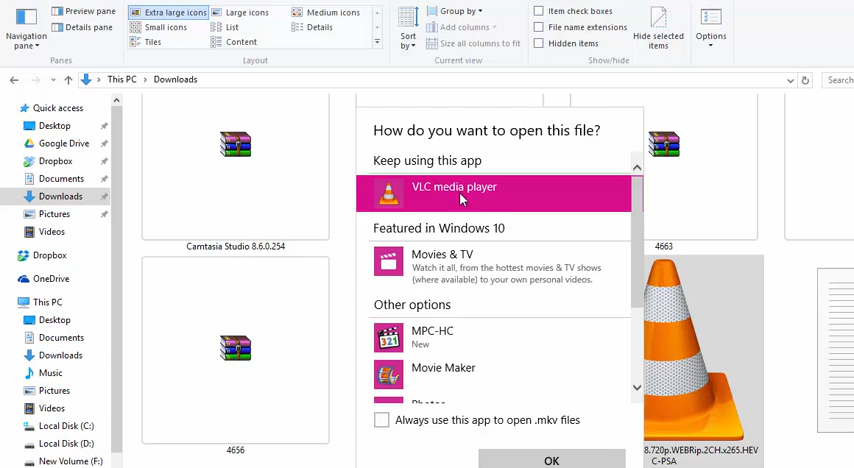 Navigation pane
Preview pane
Details pane
Panes
Extra large icons
Large icons
Medium icons
Small icons
List
Details
Tiles
Content
Layout
Sort by
Group by
Add columns
Size all columns to fit
Current view
Item check boxes
File name extensions
Hidden items
Hide selected items
Show/hide
Options
This PC > Downloads
Search
Quick access
Desktop
Google Drive
Dropbox
Documents
Downloads
Pictures
Videos
Dropbox
OneDrive
This PC
Desktop
Documents
Downloads
Music
Pictures
Videos
Local Disk (C:)
Local Disk (D:)
New Volume (F:)
Camtasia Studio 8.6.0.254
4663
4656
8.720p.WEBRip.2CH.x265.HEV
C-PSA
How do you want to open this file?
Keep using this app
VLC media player
Featured in Windows 10
Movies & TV
Watch it all, from the hottest movies & TV shows
(where available) to your own personal videos.
Other options
MPC-HC
New
Movie Maker
Always use this app to open .mkv files
OK